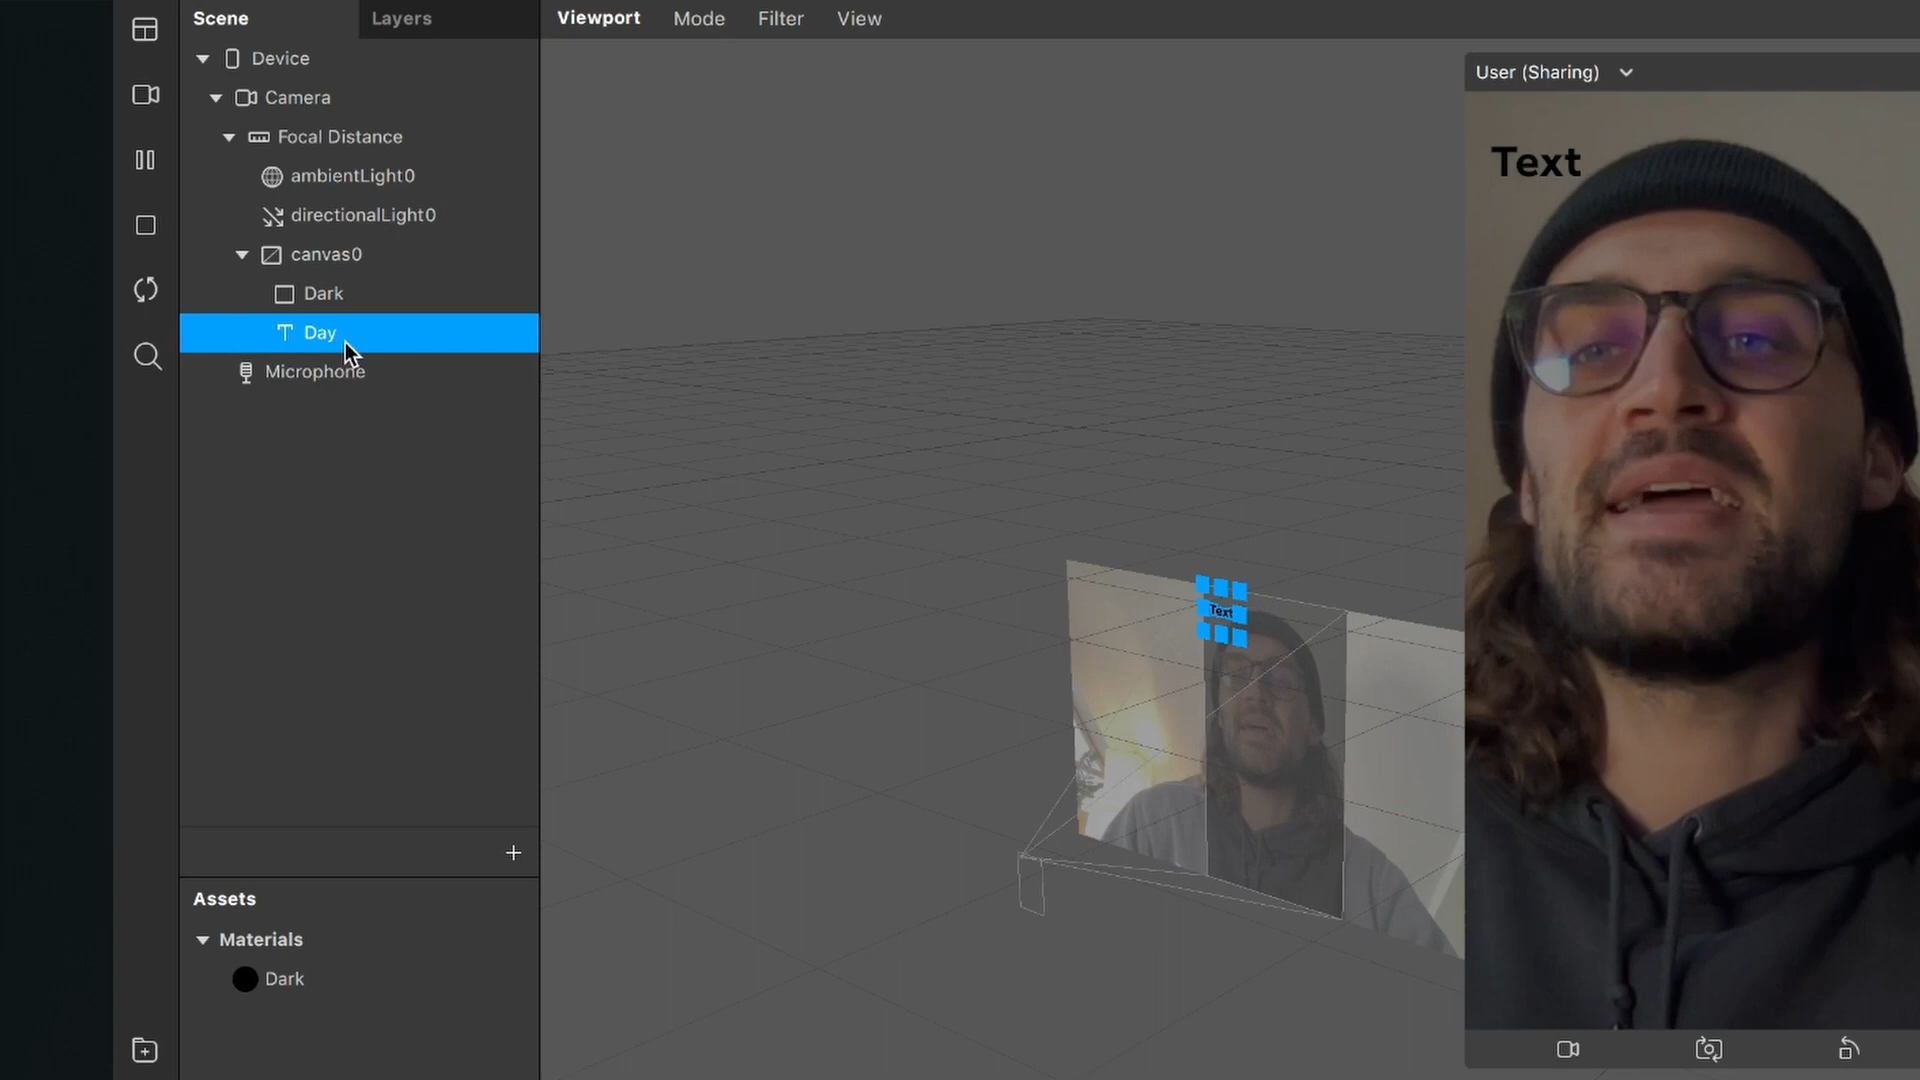 Scene
Layers
Viewport
Mode
Filter
View
Device
Camera
Focal Distance
ambientLight0
directionalLight0
canvas0
Dark
Day
Microphone
Assets
Materials
Dark
Text
User (Sharing)
Text